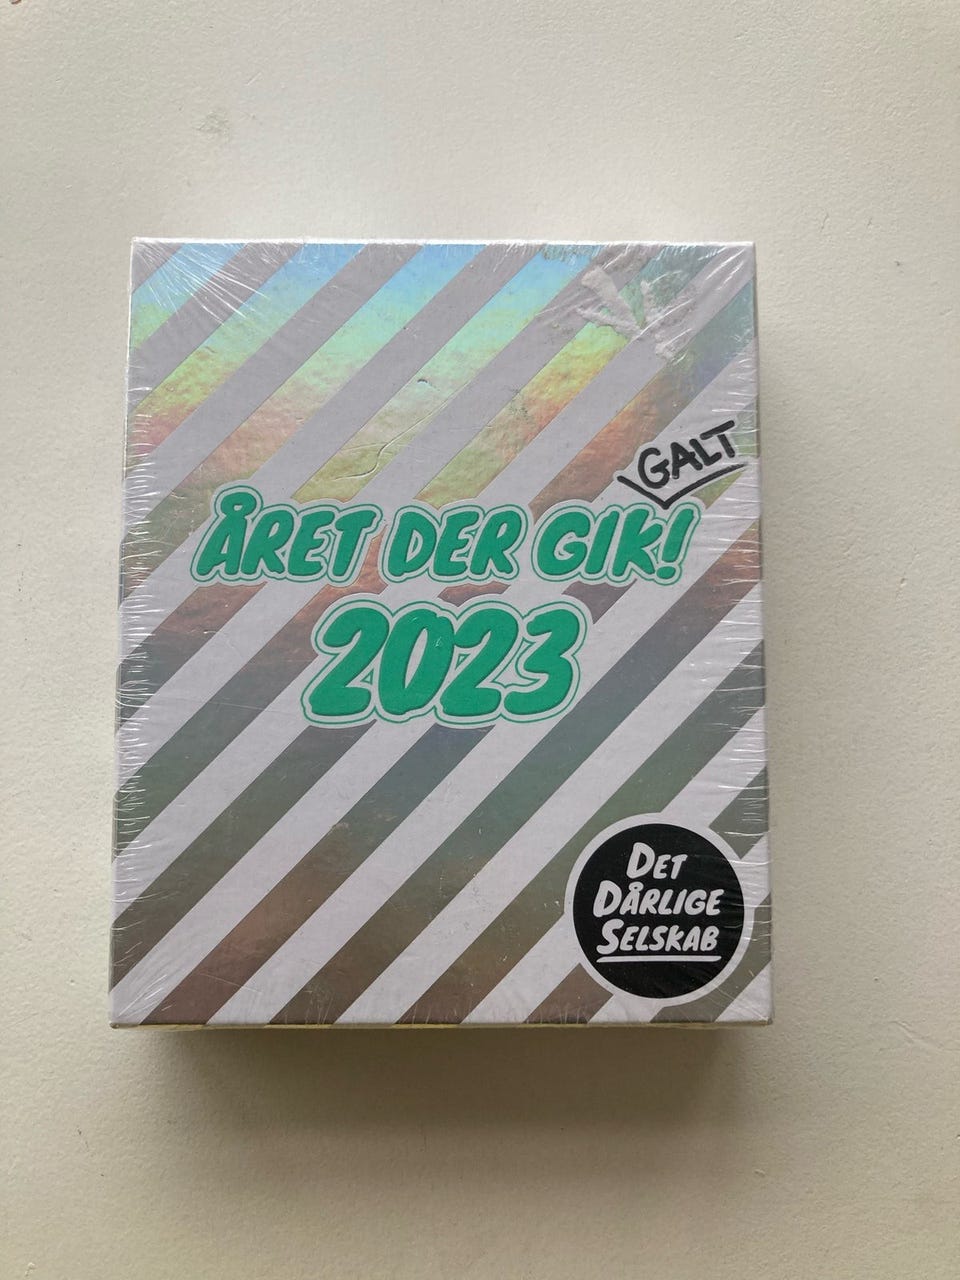 GALT
ÅRET DER GIK!
2023
DET
DÅRLIGE
SELSKAB